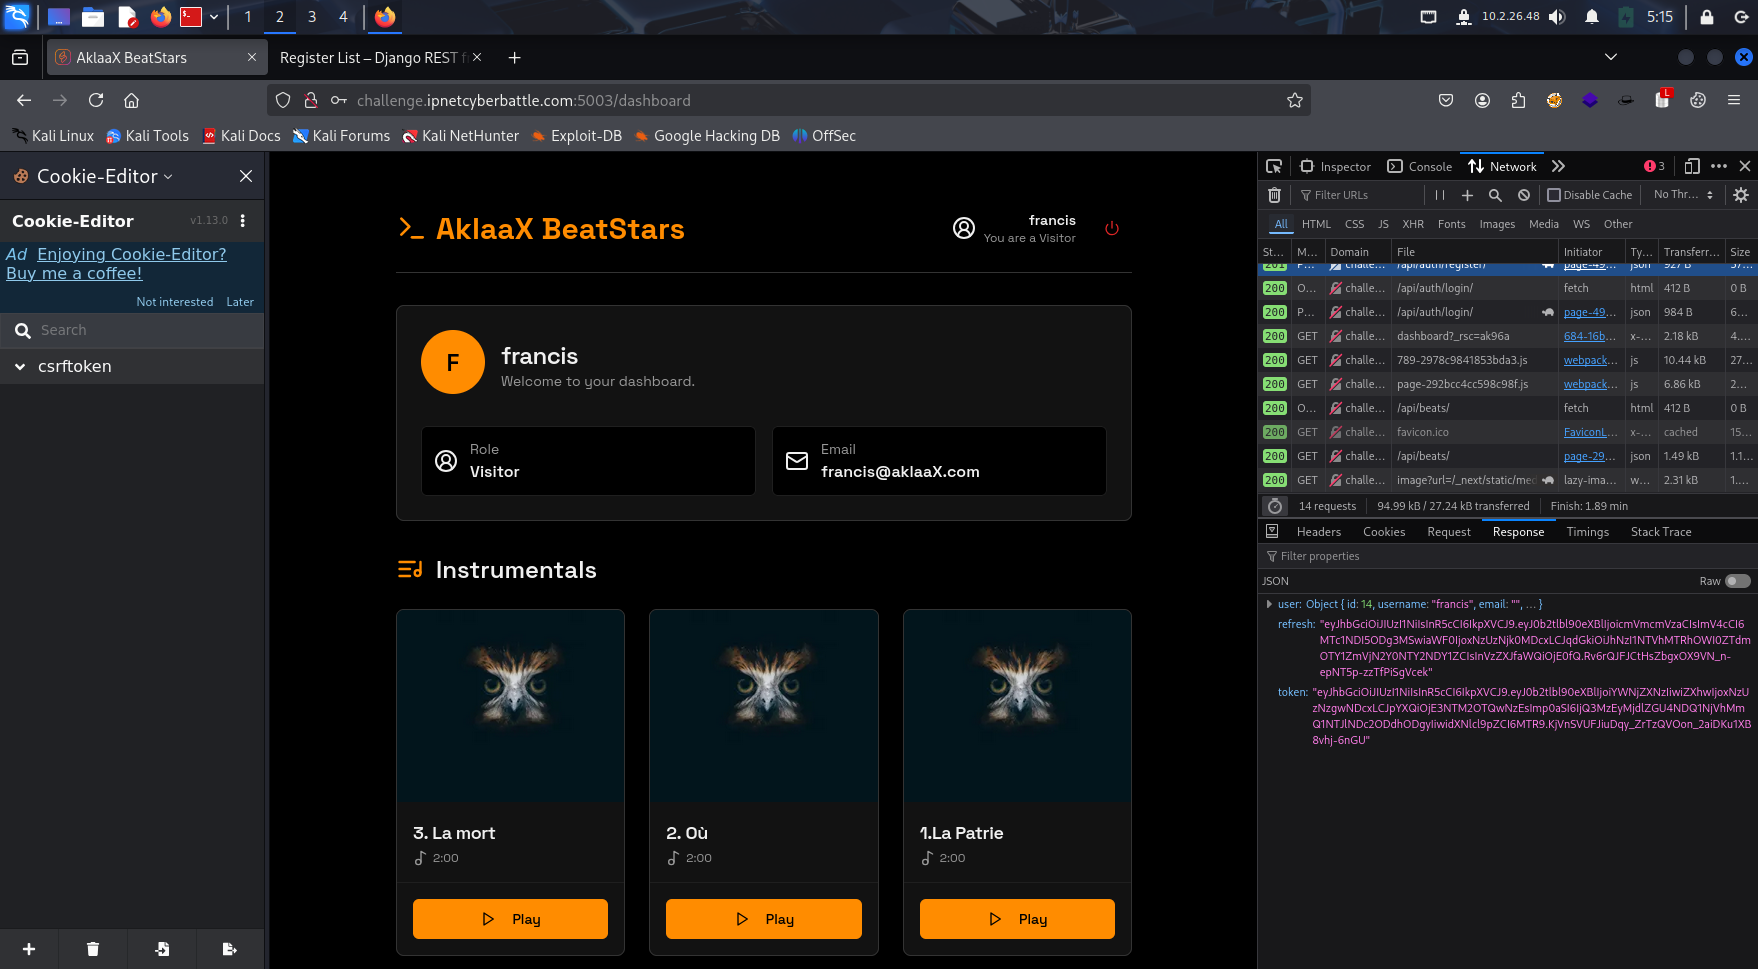 1 2 3 4 10.2.26.48 5:15
AklaaX BeatStars Register List – Django REST f
challenge.ipnetcyberbattle.com:5003/dashboard
Kali Linux Kali Tools Kali Docs Kali Forums Kali NetHunter Exploit-DB Google Hacking DB OffSec
Cookie-Editor
Cookie-Editor v1.13.0
Ad Enjoying Cookie-Editor?
Buy me a coffee!
Not interested Later
Search
csrftoken
AklaaX BeatStars
francis
You are a Visitor
F
francis
Welcome to your dashboard.
Role
Visitor
Email
francis@aklaaX.com
Instrumentals
3. La mort
2:00
Play
2. Où
2:00
Play
1.La Patrie
2:00
Play
Inspector Console Network 3
Filter URLs Disable Cache No Thr...
All HTML CSS JS XHR Fonts Images Media WS Other
St... M... Domain File Initiator Ty... Transferr... Size
201 P... challe... /api/auth/register/ page-49... json 927 B
200 O... challe... /api/auth/login/ fetch html 412 B 0 B
200 P... challe... /api/auth/login/ page-49... json 984 B 6...
200 GET challe... dashboard?_rsc=ak96a 684-16b... x-... 2.18 kB 4....
200 GET challe... 789-2978c9841853bda3.js webpack... js 10.44 kB 27...
200 GET challe... page-292bcc4cc598c98f.js webpack... js 6.86 kB 2...
200 O... challe... /api/beats/ fetch html 412 B 0 B
200 GET challe... favicon.ico FaviconL... x-... cached 15...
200 GET challe... /api/beats/ page-29... json 1.49 kB 1.1...
200 GET challe... image?url=/_next/static/med lazy-ima... w... 2.31 kB 1....
14 requests 94.99 kB / 27.24 kB transferred Finish: 1.89 min
Headers Cookies Request Response Timings Stack Trace
Filter properties
JSON Raw
user: Object { id: 14, username: "francis", email: "", ... }
refresh:
token: